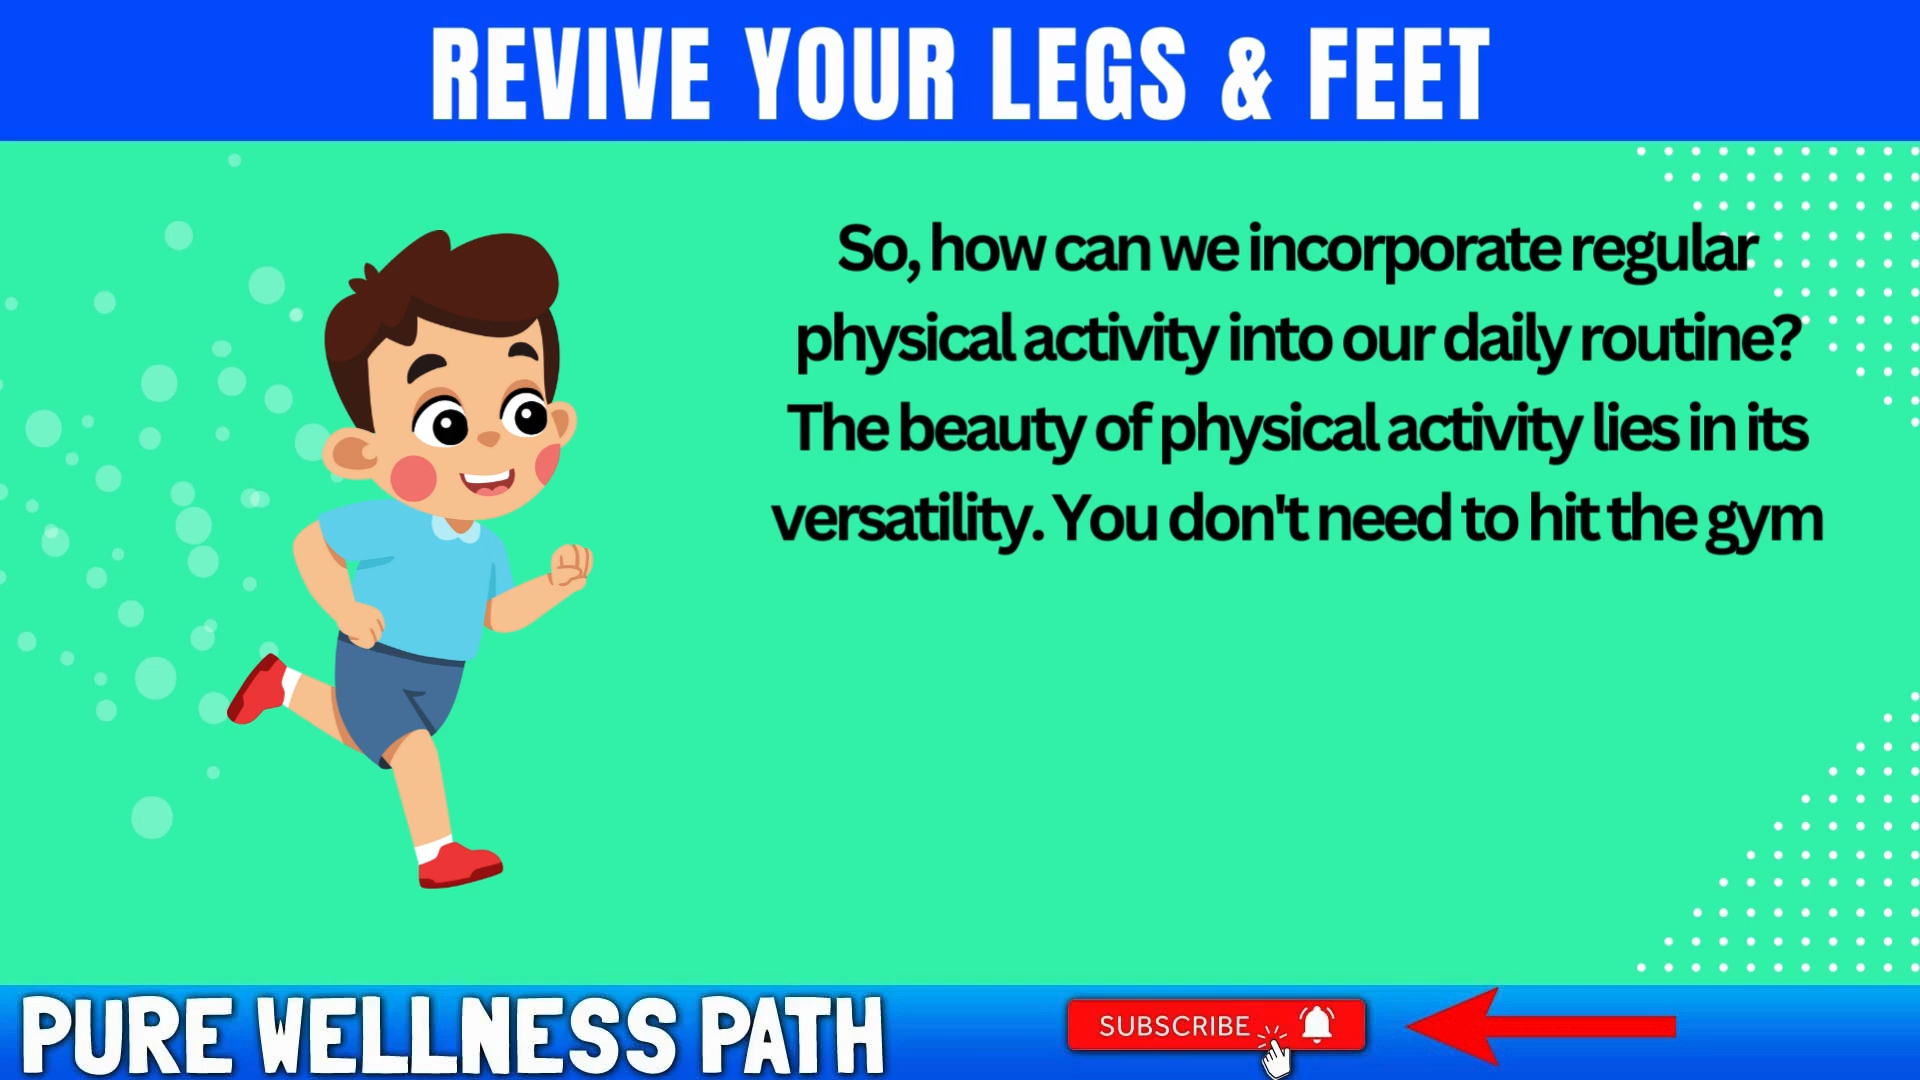 REVIVE YOUR LEGS & FEET
So, how can we incorporate regular
physical activity into our daily routine?
The beauty of physical activity lies in its
versatility. You don't need to hit the gym
PURE WELLNESS PATH
SUBSCRIBE